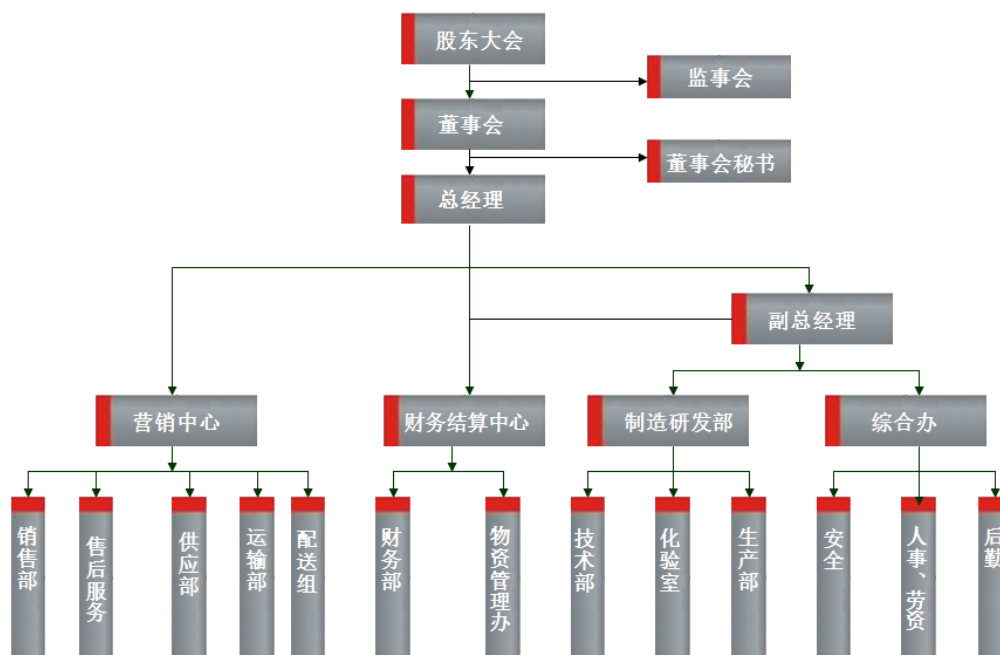 股东大会
监事会
董事会
董事会秘书
总经理
副总经理
营销中心
财务结算中心
制造研发部
综合办
销售部
售后服务
供应部
运输部
配送组
财务部
物资管理办
技术部
化验室
生产部
安全
人事、劳资
后勤